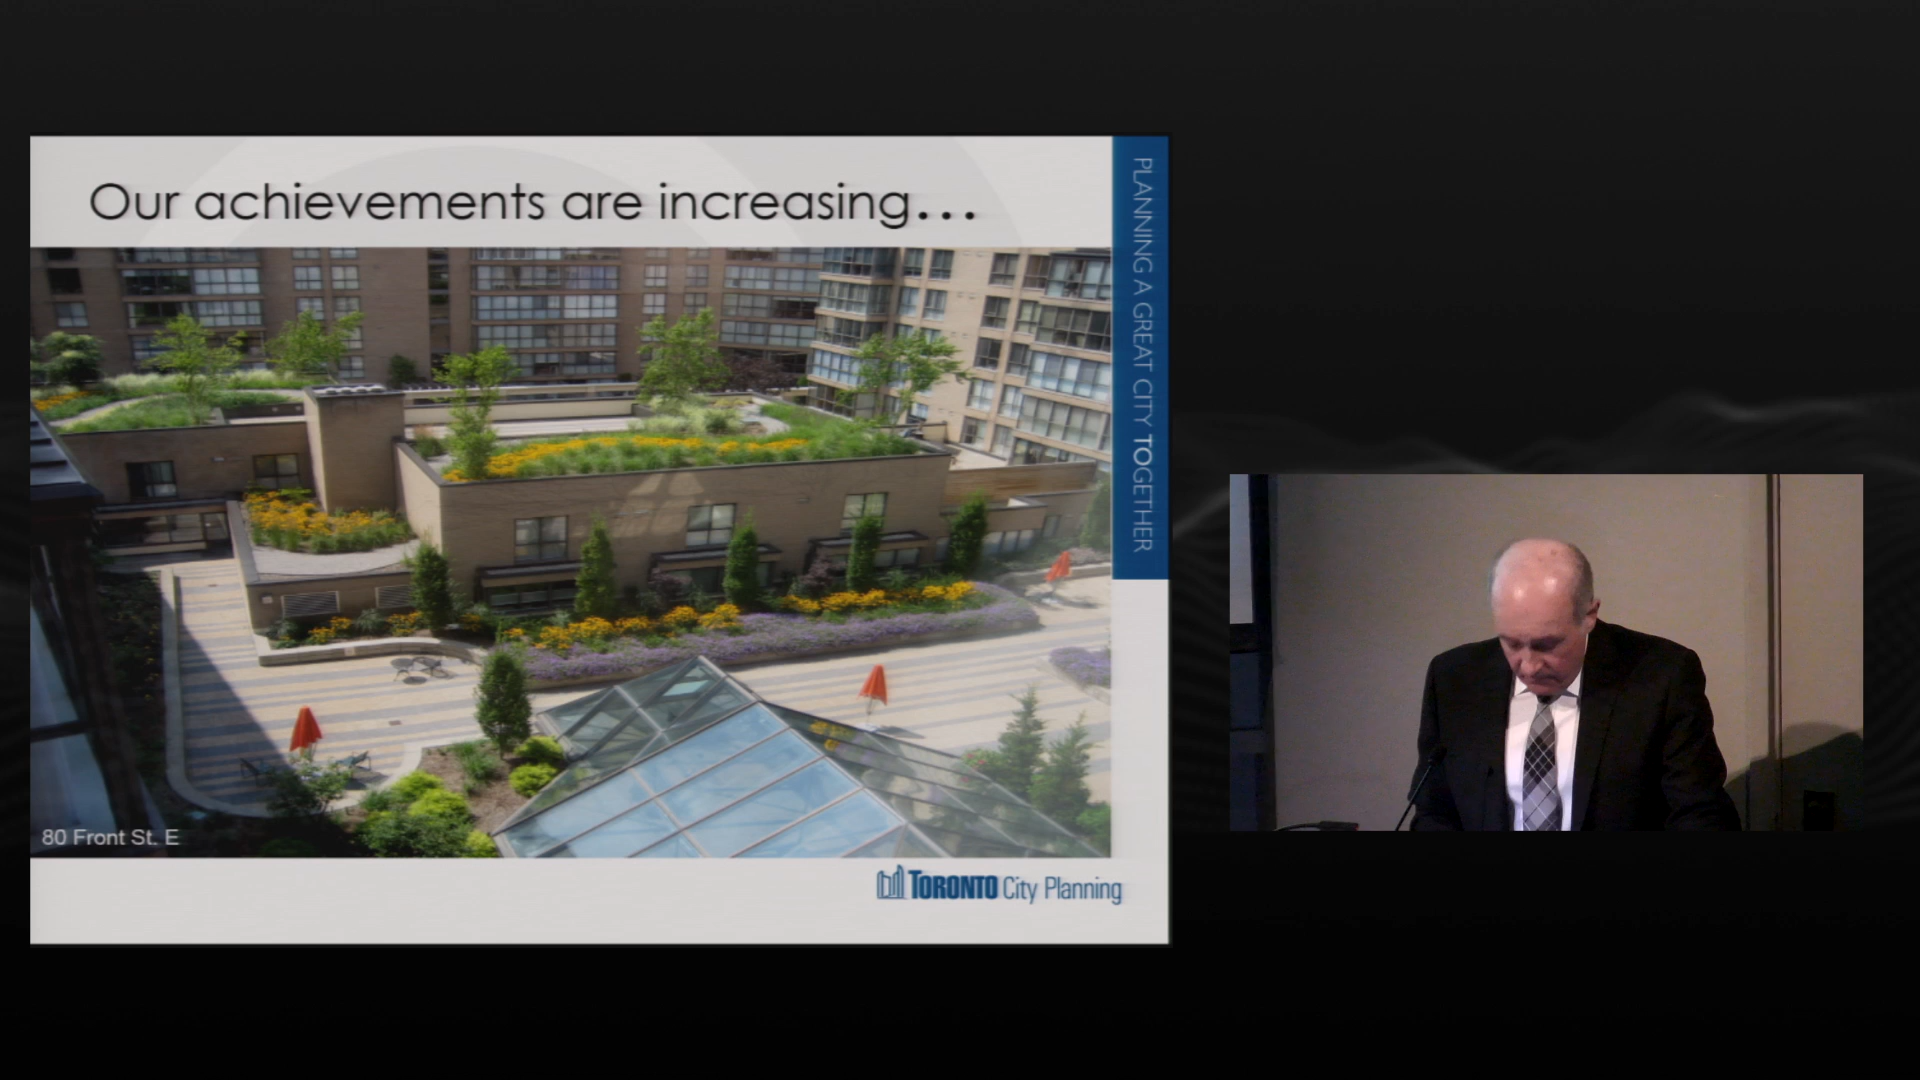 Our achievements are increasing...
PLANNING A GREAT CITY TOGETHER
80 Front St. E
TORONTO City Planning